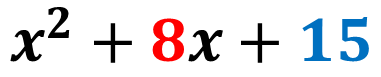 x² + 8x + 15